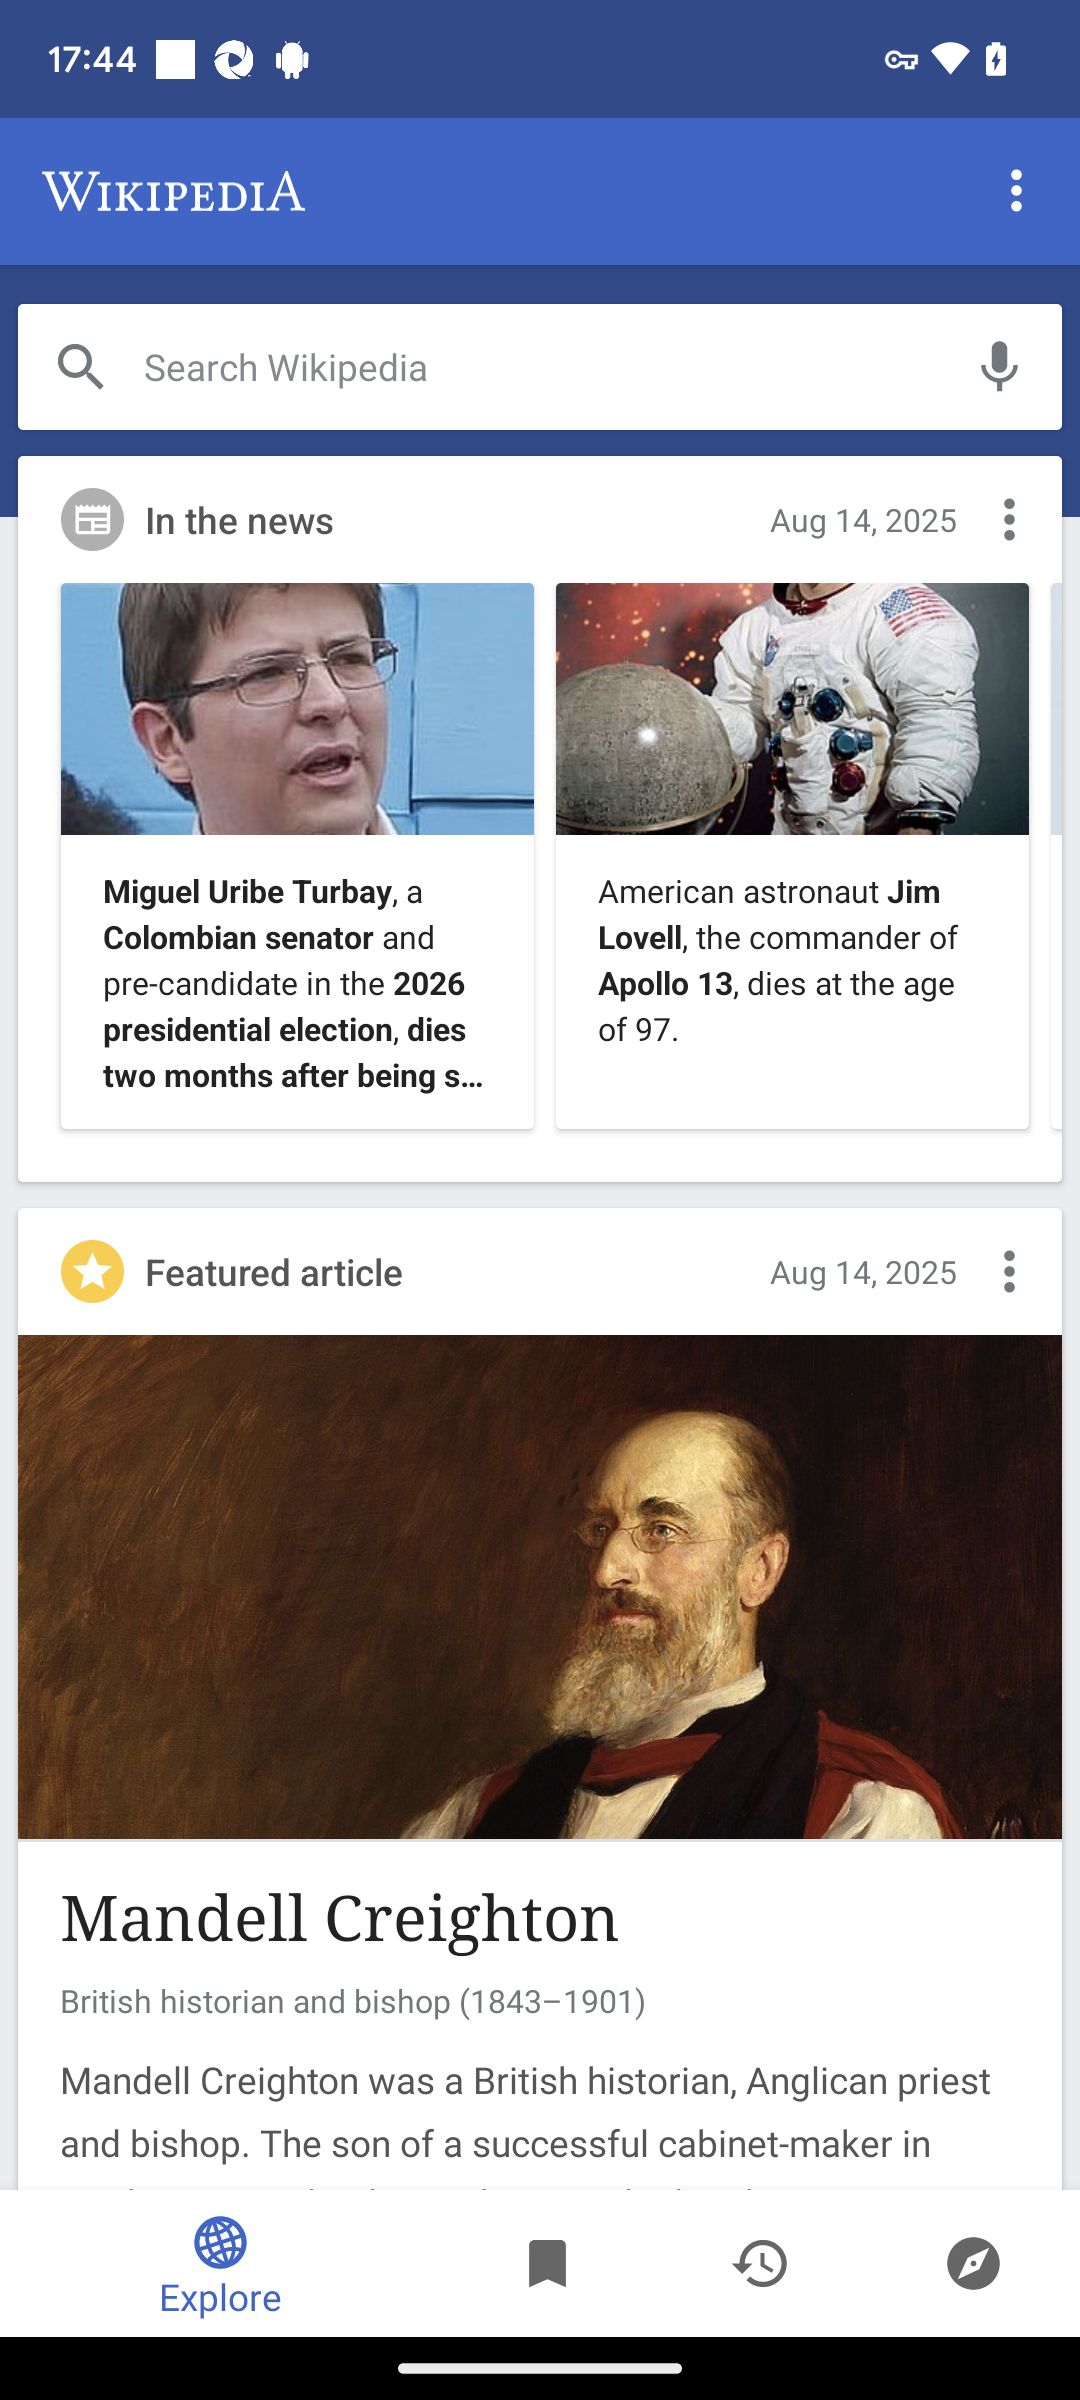 17:44
WIKIPEDIA
Search Wikipedia
In the news
Aug 14, 2025
Miguel Uribe Turbay, a
Colombian senator and
pre-candidate in the 2026
presidential election, dies
two months after being s...
American astronaut Jim
Lovell, the commander of
Apollo 13, dies at the age
of 97.
Featured article
Aug 14, 2025
Mandell Creighton
British historian and bishop (1843–1901)
Mandell Creighton was a British historian, Anglican priest
and bishop. The son of a successful cabinet-maker in
Explore